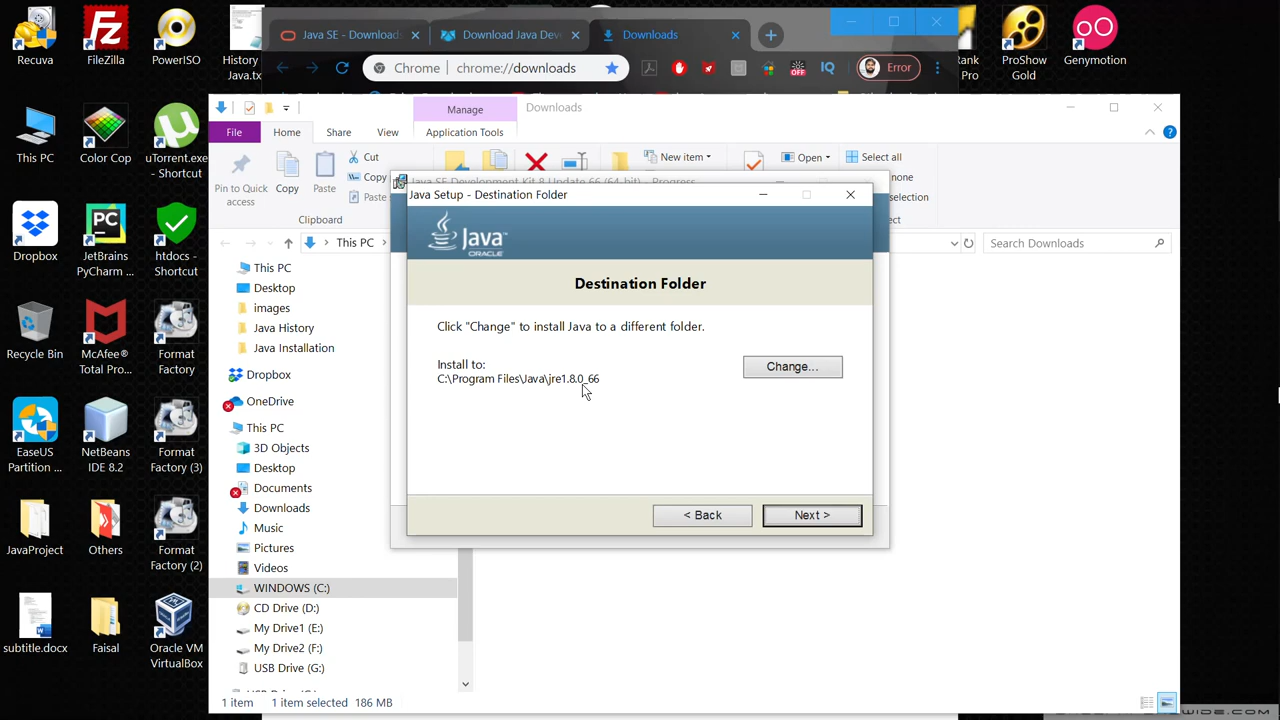 Recuva
FileZilla
PowerISO
History
Java.tx
Java SE - Downloads
Download Java Deve
Downloads
Chrome
chrome://downloads
OFF
IQ
Error
Pro
ProShow
Gold
Genymotion
Manage
Downloads
File
Home
Share
View
Application Tools
This PC
Color Cop
uTorrent.exe
- Shortcut
Pin to Quick
access
Copy
Paste
Cut
Copy
Paste
New item
Open
Select all
none
selection
Clipboard
Java SE Development Kit 8 Update 66 (64-bit) - Progress
Java Setup - Destination Folder
Java
ORACLE
This PC
Search Downloads
Destination Folder
Click "Change" to install Java to a different folder.
Install to:
C:\Program Files\Java\jre1.8.0_66
Change...
< Back
Next >
Dropbox
JetBrains
PyCharm ...
htdocs -
Shortcut
Recycle Bin
McAfee®
Total Pro...
Format
Factory
EaseUS
Partition ...
NetBeans
IDE 8.2
Format
Factory (3)
JavaProject
Others
Format
Factory (2)
subtitle.docx
Faisal
Oracle VM
VirtualBox
This PC
Desktop
images
Java History
Java Installation
Dropbox
OneDrive
This PC
3D Objects
Desktop
Documents
Downloads
Music
Pictures
Videos
WINDOWS (C:)
CD Drive (D:)
My Drive1 (E:)
My Drive2 (F:)
USB Drive (G:)
1 item
1 item selected
186 MB